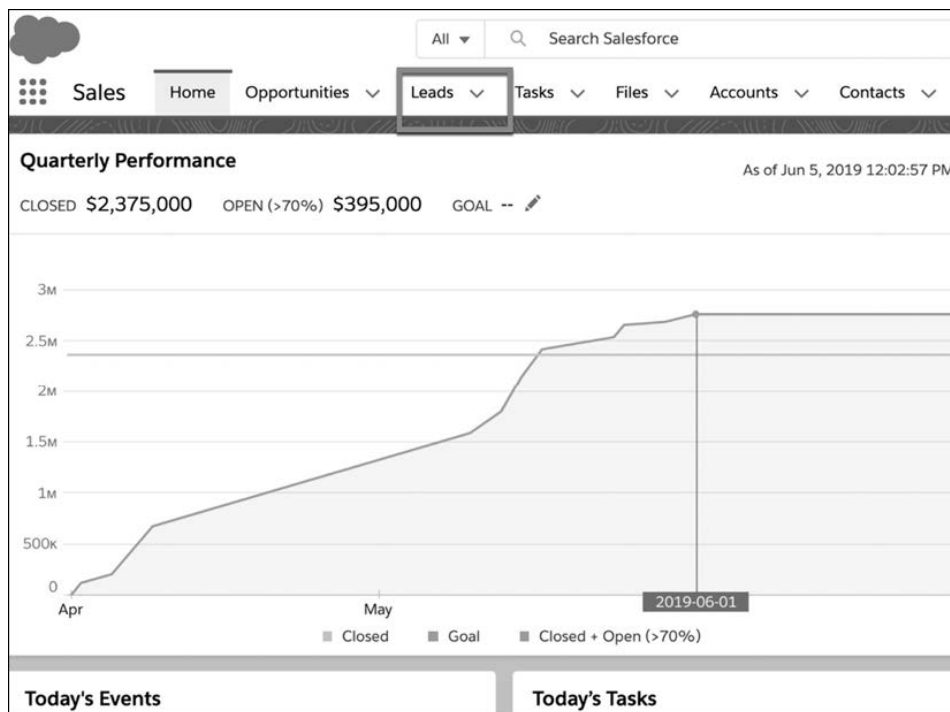 All Search Salesforce
Sales Home Opportunities Leads Tasks Files Accounts Contacts
Quarterly Performance
As of Jun 5, 2019 12:02:57 PM
CLOSED $2,375,000 OPEN (>70%) $395,000 GOAL --
3M
2.5M
2M
1.5M
1M
500K
0
Apr May 2019-06-01
Closed Goal Closed + Open (>70%)
Today's Events Today's Tasks